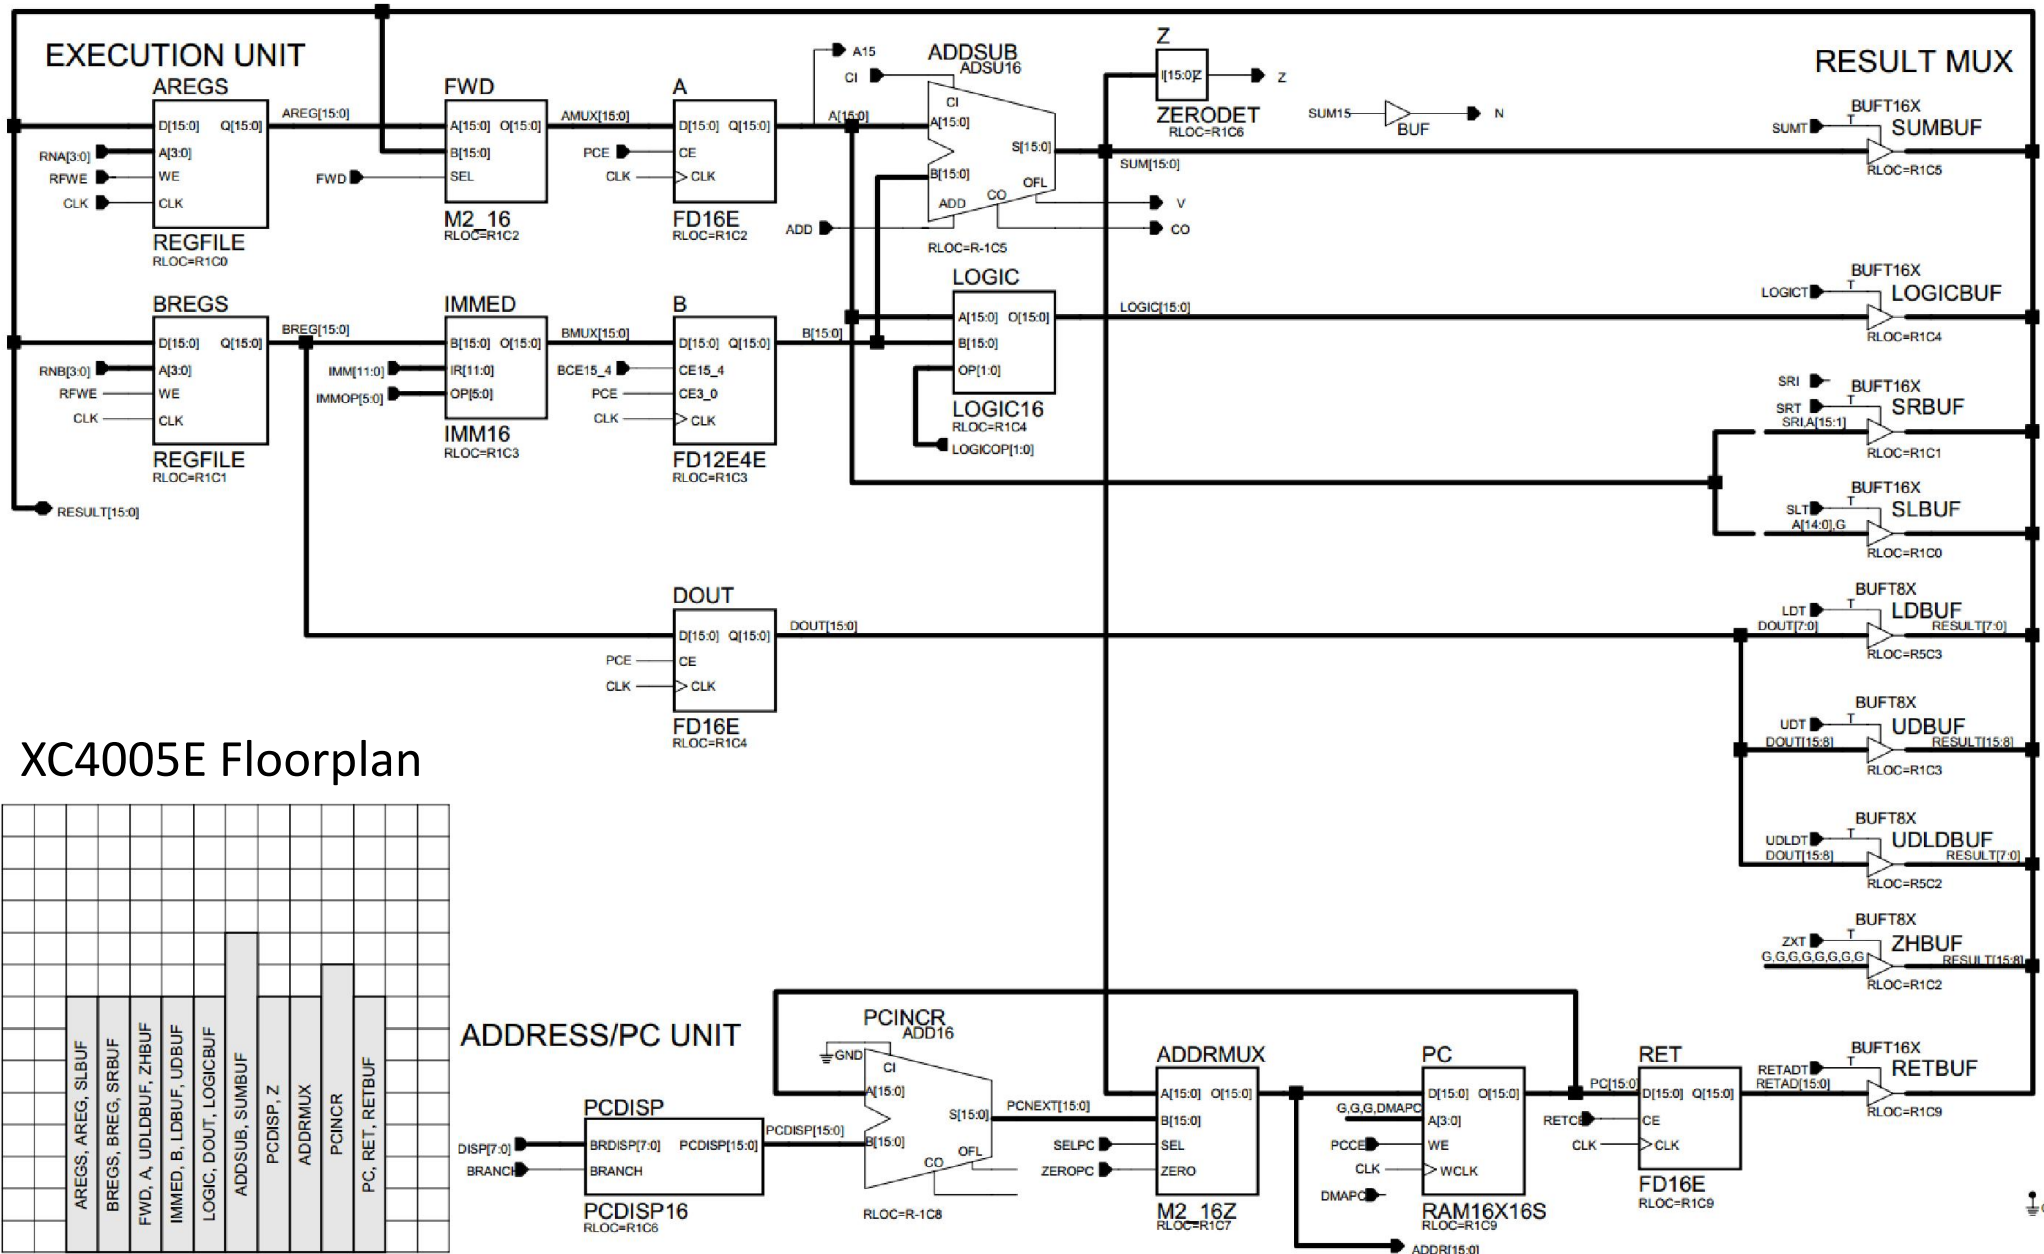 EXECUTION UNIT
AREGS
D[15:0] Q[15:0]
A[3:0]
WE
CLK
RNA[3:0]
RFWE
CLK
REGFILE
RLOC=R1C0
AREG[15:0]
FWD
A[15:0] O[15:0]
B[15:0]
SEL
FWD
M2_16
RLOC=R1C2
AMUX[15:0]
A
D[15:0] Q[15:0]
CE
CLK
PCE
CLK
FD16E
RLOC=R1C2
A15
CI
A[15:0]
ADDSUB
ADSU16
CI
A[15:0]
B[15:0]
S[15:0]
OFL
CO
ADD
ADD
RLOC=R-1C5
V
CO
SUM[15:0]
Z
I[15:0]Z
Z
ZERODET
RLOC=R1C6
SUM15
BUF
N
RESULT MUX
BUFT16X
SUMT
T
SUMBUF
RLOC=R1C5
BREGS
D[15:0] Q[15:0]
A[3:0]
WE
CLK
RNB[3:0]
RFWE
CLK
REGFILE
RLOC=R1C1
BREG[15:0]
RESULT[15:0]
IMMED
B[15:0] O[15:0]
IR[11:0]
OP[5:0]
IMM[11:0]
IMMOP[5:0]
IMM16
RLOC=R1C3
BMUX[15:0]
B
D[15:0] Q[15:0]
CE15_4
CE3_0
CLK
BCE15_4
PCE
CLK
FD12E4E
RLOC=R1C3
B[15:0]
LOGIC
A[15:0] O[15:0]
B[15:0]
OP[1:0]
LOGIC16
RLOC=R1C4
LOGICOP[1:0]
LOGIC[15:0]
BUFT16X
LOGICT
T
LOGICBUF
RLOC=R1C4
SRI
BUFT16X
SRT
T
SRBUF
SRI,A[15:1]
RLOC=R1C1
BUFT16X
SLT
T
SLBUF
A[14:0],G
RLOC=R1C0
DOUT
D[15:0] Q[15:0]
CE
CLK
PCE
CLK
FD16E
RLOC=R1C4
DOUT[15:0]
BUFT8X
LDT
T
LDBUF
DOUT[7:0]
RESULT[7:0]
RLOC=R5C3
BUFT8X
UDT
T
UDBUF
DOUT[15:8]
RESULT[15:8]
RLOC=R1C3
BUFT8X
UDLDT
T
UDLDBUF
DOUT[15:8]
RESULT[7:0]
RLOC=R5C2
BUFT8X
ZXT
T
ZHBUF
G,G,G,G,G,G,G,G
RESULT[15:8]
RLOC=R1C2
XC4005E Floorplan
AREGS, AREG, SLBUF
BREGS, BREG, SRBUF
FWD, A, UDLDBUF, ZHBUF
IMMED, B, LDBUF, UDBUF
LOGIC, DOUT, LOGICBUF
ADDSUB, SUMBUF
PCDISP, Z
ADDRMUX
PCINCR
PC, RET, RETBUF
ADDRESS/PC UNIT
PCDISP
BRDISP[7:0] PCDISP[15:0]
BRANCH
DISP[7:0]
BRANCH
PCDISP16
RLOC=R1C6
PCDISP[15:0]
PCINCR
ADD16
GND
CI
A[15:0]
B[15:0]
S[15:0]
OFL
CO
RLOC=R-1C8
PCNEXT[15:0]
ADDRMUX
A[15:0] O[15:0]
B[15:0]
SEL
ZERO
SELPC
ZEROPC
M2_16Z
RLOC=R1C7
ADDR[15:0]
PC
D[15:0] O[15:0]
A[3:0]
WE
WCLK
G,G,G,DMAPC
PCCE
CLK
DMAPC
RAM16X16S
RLOC=R1C9
PC[15:0]
RET
D[15:0] Q[15:0]
CE
CLK
RETCE
CLK
FD16E
RLOC=R1C9
BUFT16X
RETADT
T
RETBUF
RETAD[15:0]
RLOC=R1C9